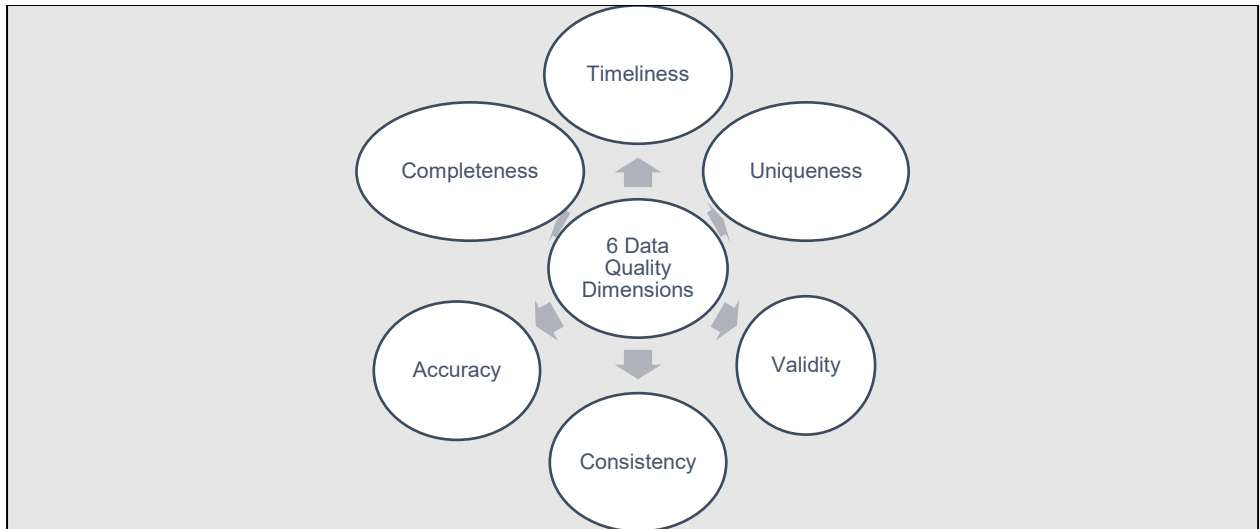 Timeliness
Completeness
Uniqueness
6 Data
Quality
Dimensions
Accuracy
Validity
Consistency